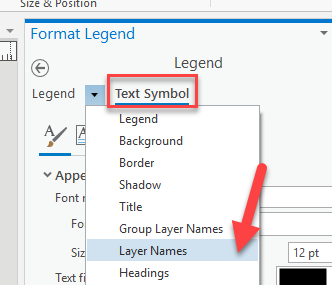 Size & Position
Format Legend
Legend
Legend Text Symbol
Legend
Background
Border
Shadow
Title
Group Layer Names
Layer Names
Headings
Appe
Font
Fo
Siz
12 pt
Text fi